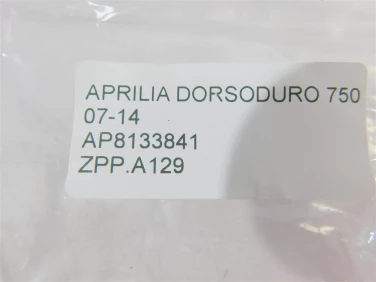 APRILIA DORSODURO 750
07-14
AP8133841
ZPP.A129